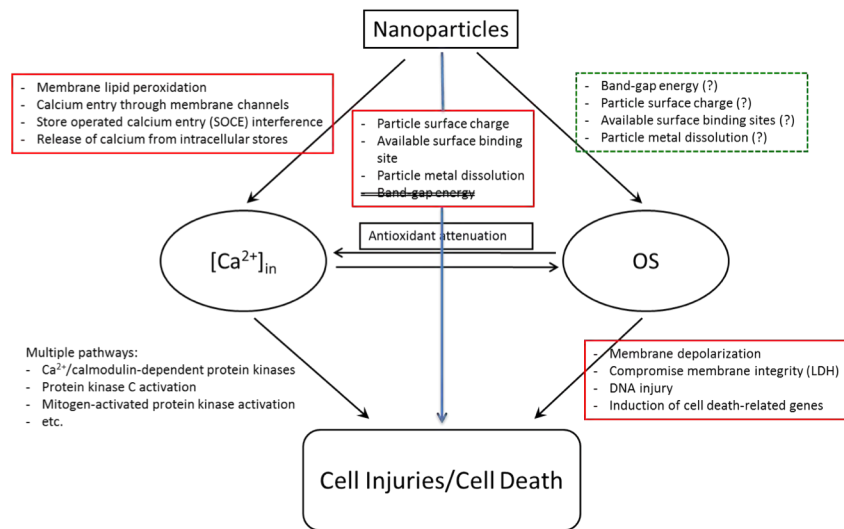 Nanoparticles
- Membrane lipid peroxidation
- Calcium entry through membrane channels
- Store operated calcium entry (SOCE) interference
- Release of calcium from intracellular stores
- Particle surface charge
- Available surface binding
site
- Particle metal dissolution
- Band-gap energy
- Band-gap energy (?)
- Particle surface charge (?)
- Available surface binding sites (?)
- Particle metal dissolution (?)
Antioxidant attenuation
[Ca²⁺]in
OS
Multiple pathways:
- Ca²⁺/calmodulin-dependent protein kinases
- Protein kinase C activation
- Mitogen-activated protein kinase activation
- etc.
- Membrane depolarization
- Compromise membrane integrity (LDH)
- DNA injury
- Induction of cell death-related genes
Cell Injuries/Cell Death